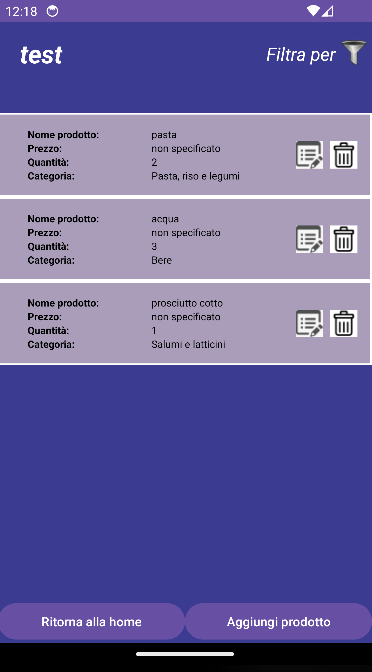 12:18
test
Filtra per
Nome prodotto: pasta
Prezzo: non specificato
Quantità: 2
Categoria: Pasta, riso e legumi
Nome prodotto: acqua
Prezzo: non specificato
Quantità: 3
Categoria: Bere
Nome prodotto: prosciutto cotto
Prezzo: non specificato
Quantità: 1
Categoria: Salumi e latticini
Ritorna alla home
Aggiungi prodotto